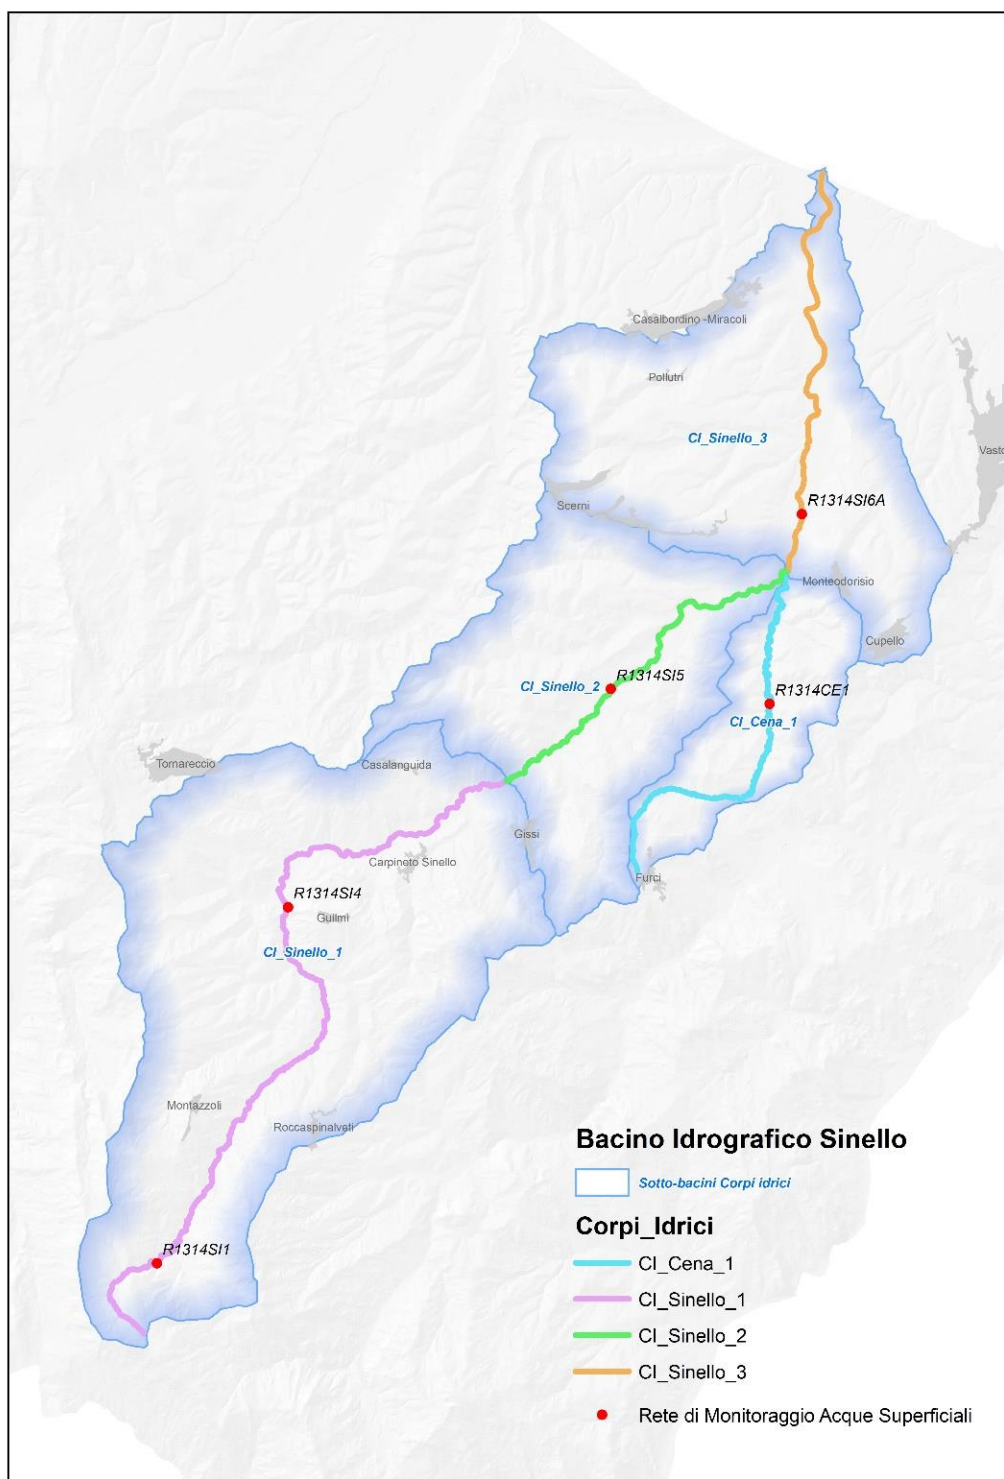 Casalbordino -Miracoli
Pollutri
CI_Sinello_3
Vasto
Scerni
R1314SI6A
Monteodorisio
Cupello
R1314SI5
CI_Sinello_2
R1314CE1
CI_Cena_1
Tornareccio
Casalanguida
Gissi
Carpineto Sinello
Furci
R1314SI4
Guilmi
CI_Sinello_1
Montazzoli
Roccaspinalveti
R1314SI1
Bacino Idrografico Sinello
Sotto-bacini Corpi idrici
Corpi_Idrici
CI_Cena_1
CI_Sinello_1
CI_Sinello_2
CI_Sinello_3
Rete di Monitoraggio Acque Superficiali